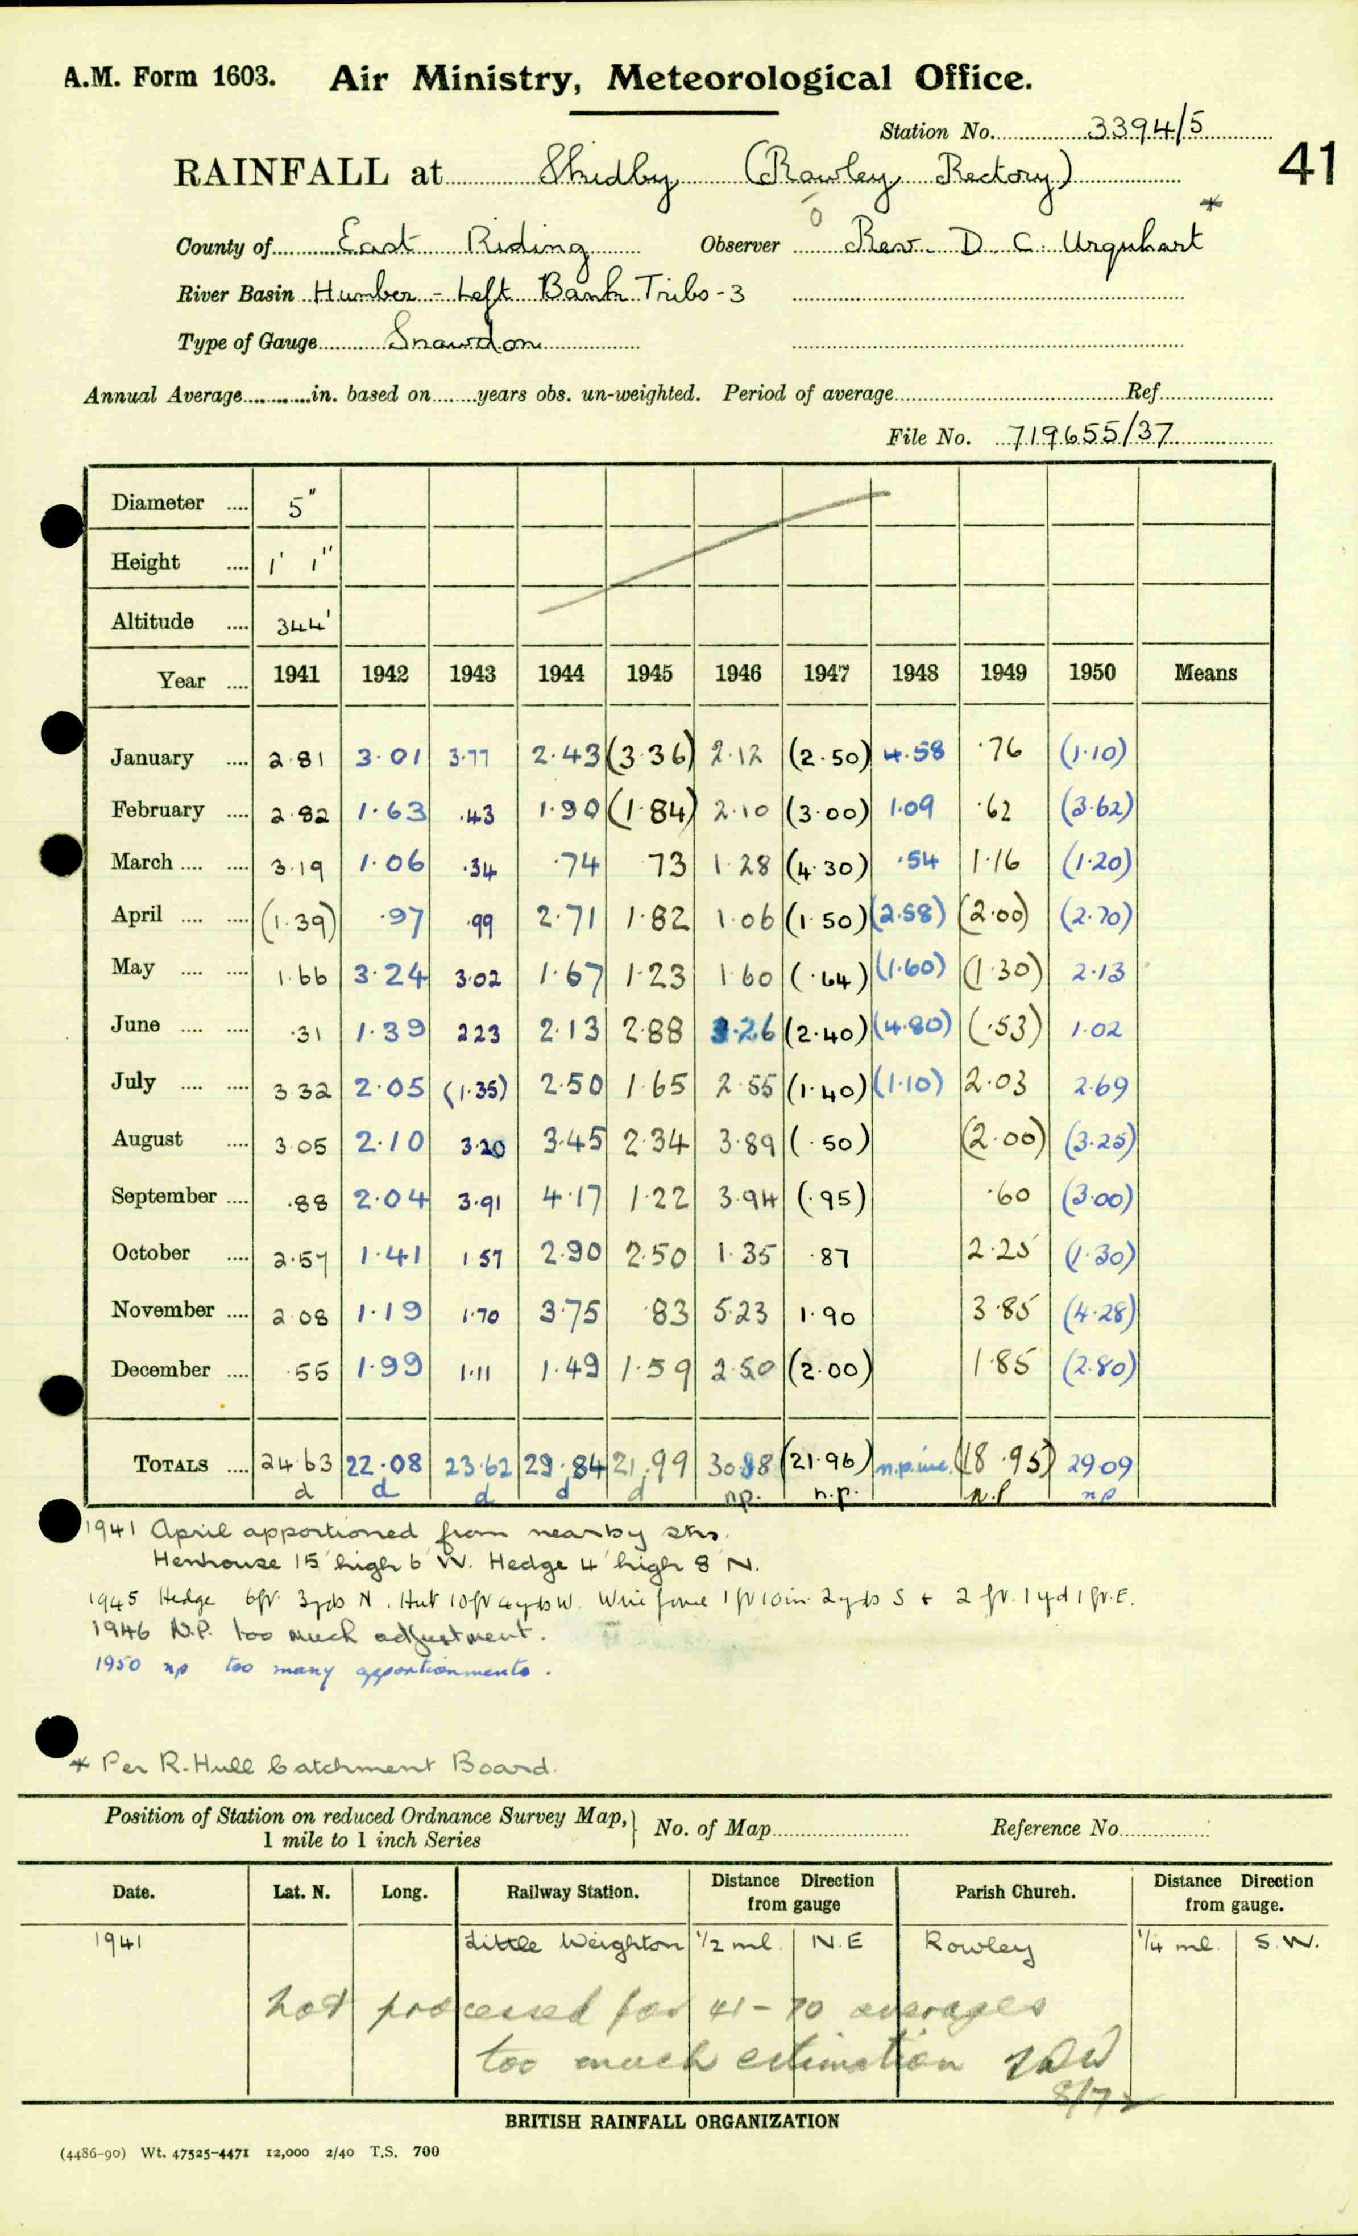 A.M. Form 1603. Air Ministry, Meteorological Office.
Station No. 3394/5
41
RAINFALL at Skidby (Rowley Rectory)
County of East Riding Observer Rev. D C. Urquhart *
River Basin Humber - Left Bank Tribs - 3
Type of Gauge Snowdon
Annual Average in. based on years obs. un-weighted. Period of average Ref.
File No. 719655/37
Diameter 5"
Height 1' 1"
Altitude 344'
Year 1941 1942 1943 1944 1945 1946 1947 1948 1949 1950 Means
January 2.81 3.01 3.77 2.43 (3.36) 2.12 (2.50) 4.58 .76 (1.10)
February 2.82 1.63 .43 1.90 (1.84) 2.10 (3.00) 1.09 .62 (3.62)
March 3.19 1.06 .34 .74 .73 1.28 (4.30) .54 1.16 (1.20)
April (1.39) .97 .99 2.71 1.82 1.06 (1.50) (2.58) (2.00) (2.70)
May 1.66 3.24 3.02 1.67 1.23 1.60 (.64) (1.60) (1.30) 2.13
June .31 1.39 2.23 2.13 2.88 3.26 (2.40) (4.80) (.53) 1.02
July 3.32 2.05 (1.35) 2.50 1.65 2.55 (1.40) (1.10) 2.03 2.69
August 3.05 2.10 3.20 3.45 2.34 3.89 (.50) (2.00) (3.25)
September .88 2.04 3.91 4.17 1.22 3.94 (.95) .60 (3.00)
October 2.57 1.41 1.57 2.90 2.50 1.35 .87 2.25 (1.30)
November 2.08 1.19 1.70 3.75 .83 5.23 1.90 3.85 (4.28)
December .55 1.99 1.11 1.49 1.59 2.50 (2.00) 1.85 (2.80)
TOTALS 24.63 22.08 23.62 29.84 21.99 30.88 (21.96) n.p.inc. (18.95) 29.09
d d d d d np. n.p. n.p np
1941 April apportioned from nearby stns.
Henhouse 15' high 6' W. Hedge 4' high 8' N.
1945 Hedge 6ft 3yds N. Hut 10ft 4yds W. Wire fence 1ft 10in 2yds S + 2 ft. 1yd 1ft. E.
1946 N.P. too much adjustment.
1950 np too many apportionments.
* Per R. Hull Catchment Board.
Position of Station on reduced Ordnance Survey Map, 1 mile to 1 inch Series } No. of Map Reference No.
Date. Lat. N. Long. Railway Station. Distance Direction from gauge Parish Church. Distance Direction from gauge.
1941 Little Weighton 1/2 ml. N.E Rowley 1/4 ml. S.W.
not processed for 41-70 averages
too much estimation
BRITISH RAINFALL ORGANIZATION
(4486-90) Wt. 47525-4471 12,000 2/40 T.S. 700